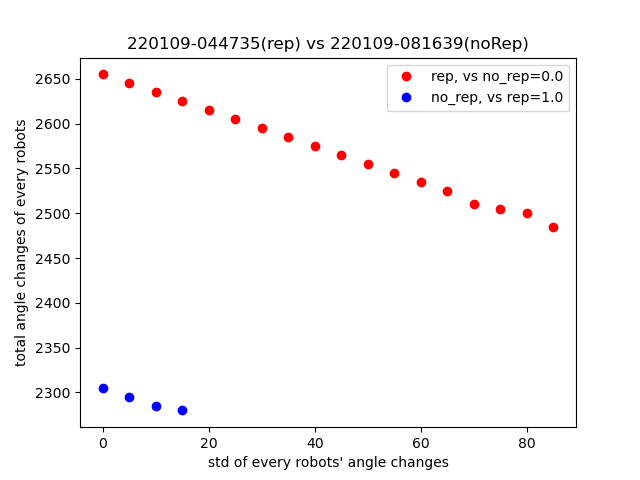 220109-044735(rep) vs 220109-081639(noRep)
rep, vs no_rep=0.0
no_rep, vs rep=1.0
total angle changes of every robots
2650
2600
2550
2500
2450
2400
2350
2300
0 20 40 60 80
std of every robots' angle changes